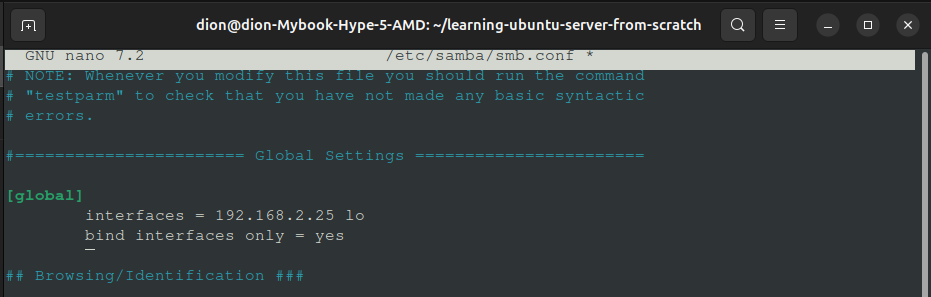 dion@dion-Mybook-Hype-5-AMD: ~/learning-ubuntu-server-from-scratch
GNU nano 7.2 /etc/samba/smb.conf *
# NOTE: Whenever you modify this file you should run the command
# "testparm" to check that you have not made any basic syntactic
# errors.
#======================= Global Settings =======================
[global]
interfaces = 192.168.2.25 lo
bind interfaces only = yes
## Browsing/Identification ###